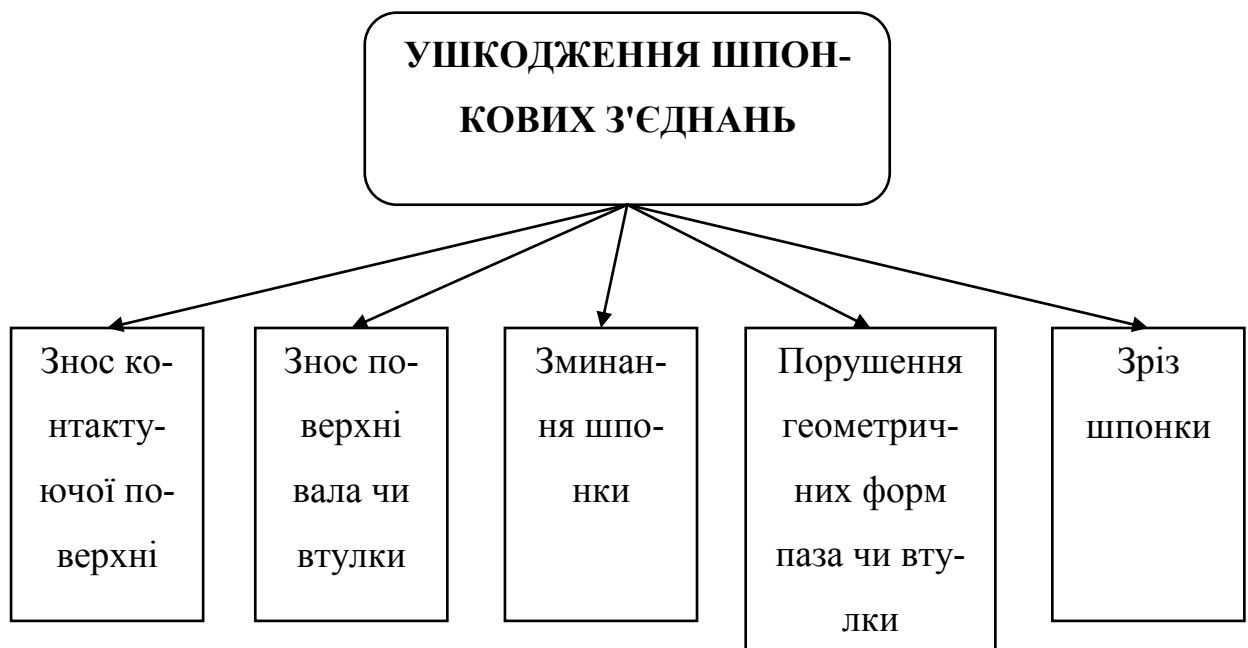 УШКОДЖЕННЯ ШПОН-
КОВИХ З'ЄДНАНЬ
Знос ко-
нтакту-
ючої по-
верхні
Знос по-
верхні
вала чи
втулки
Зминан-
ня шпо-
нки
Порушення
геометрич-
них форм
паза чи вту-
лки
Зріз
шпонки